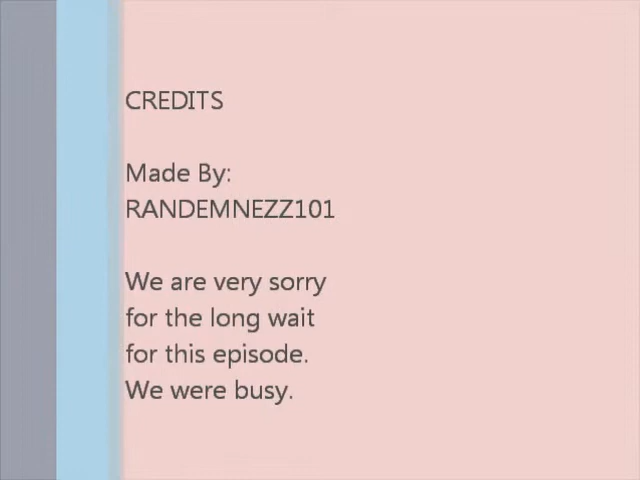 CREDITS
Made By:
RANDEMNEZZ101
We are very sorry
for the long wait
for this episode.
We were busy.